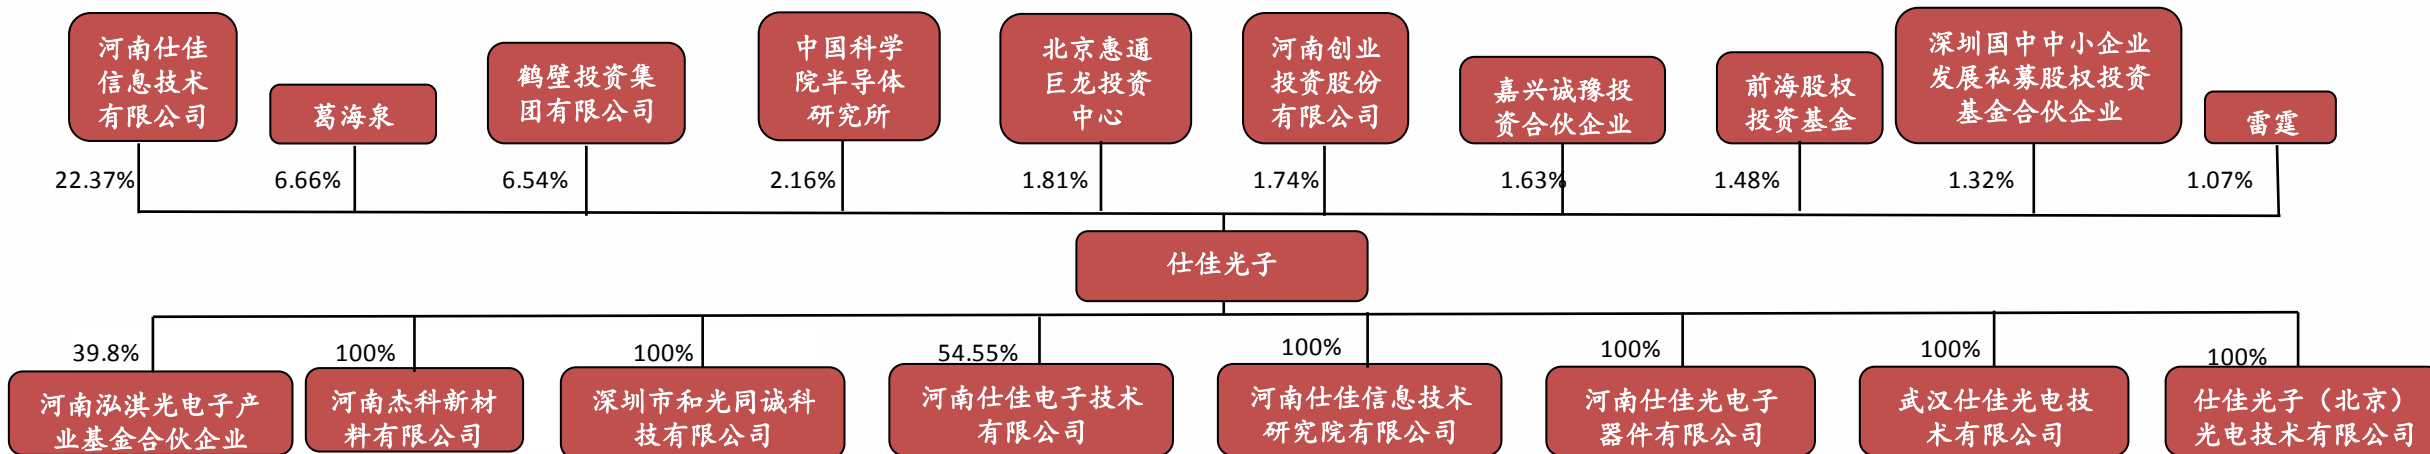 河南仕佳
信息技术
有限公司
葛海泉
鹤壁投资集
团有限公司
中国科学
院半导体
研究所
北京惠通
巨龙投资
中心
河南创业
投资股份
有限公司
嘉兴诚豫投
资合伙企业
前海股权
投资基金
深圳国中中小企业
发展私募股权投资
基金合伙企业
雷霆
22.37%
6.66%
6.54%
2.16%
1.81%
1.74%
1.63%
1.48%
1.32%
1.07%
仕佳光子
39.8%
100%
100%
54.55%
100%
100%
100%
100%
河南泓淇光电子产
业基金合伙企业
河南杰科新材
料有限公司
深圳市和光同诚科
技有限公司
河南仕佳电子技术
有限公司
河南仕佳信息技术
研究院有限公司
河南仕佳光电子
器件有限公司
武汉仕佳光电技
术有限公司
仕佳光子（北京）
光电技术有限公司